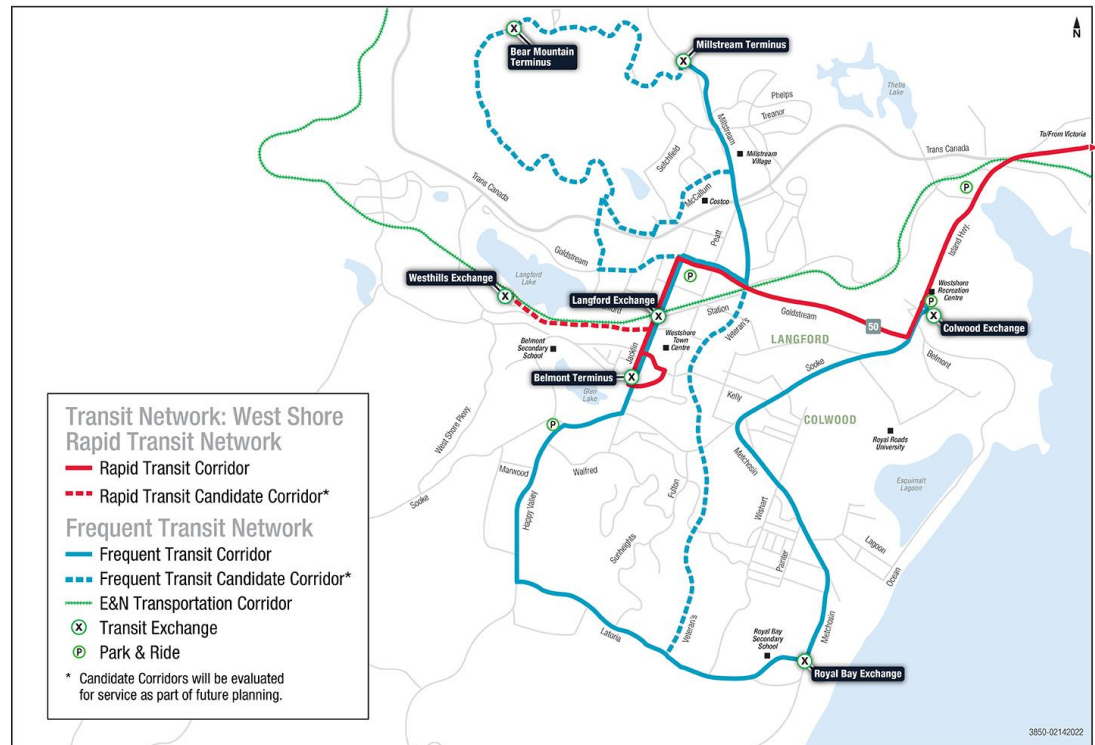 N
Bear Mountain
Terminus
Millstream Terminus
Phelps
Treanor
Thetis
Lake
To/From Victoria
Millstream
Selchfield
Millstream
Village
Trans Canada
Trans Canada
McCallum
Costco
Peatt
Island Hwy.
Goldstream
Westhills Exchange
Langford
Lake
Langford Exchange
Station
Goldstream
50
Westshore
Recreation
Centre
Colwood Exchange
Veteran's
LANGFORD
Belmont
Secondary
School
Jacklin
Westshore
Town
Centre
Belmont Terminus
Glen
Lake
Sooke
Belmont
Kelly
COLWOOD
Royal Roads
University
West Shore Pkwy.
Metchosin
Esquimalt
Lagoon
Marwood
Walfred
Sooke
Happy Valley
Fulton
Wishart
Sunheights
Painter
Lagoon
Ocean
Latoria
Veteran's
Metchosin
Royal Bay
Secondary
School
Royal Bay Exchange
Transit Network: West Shore
Rapid Transit Network
Rapid Transit Corridor
Rapid Transit Candidate Corridor*
Frequent Transit Network
Frequent Transit Corridor
Frequent Transit Candidate Corridor*
E&N Transportation Corridor
X Transit Exchange
P Park & Ride
* Candidate Corridors will be evaluated
for service as part of future planning.
3850-02142022